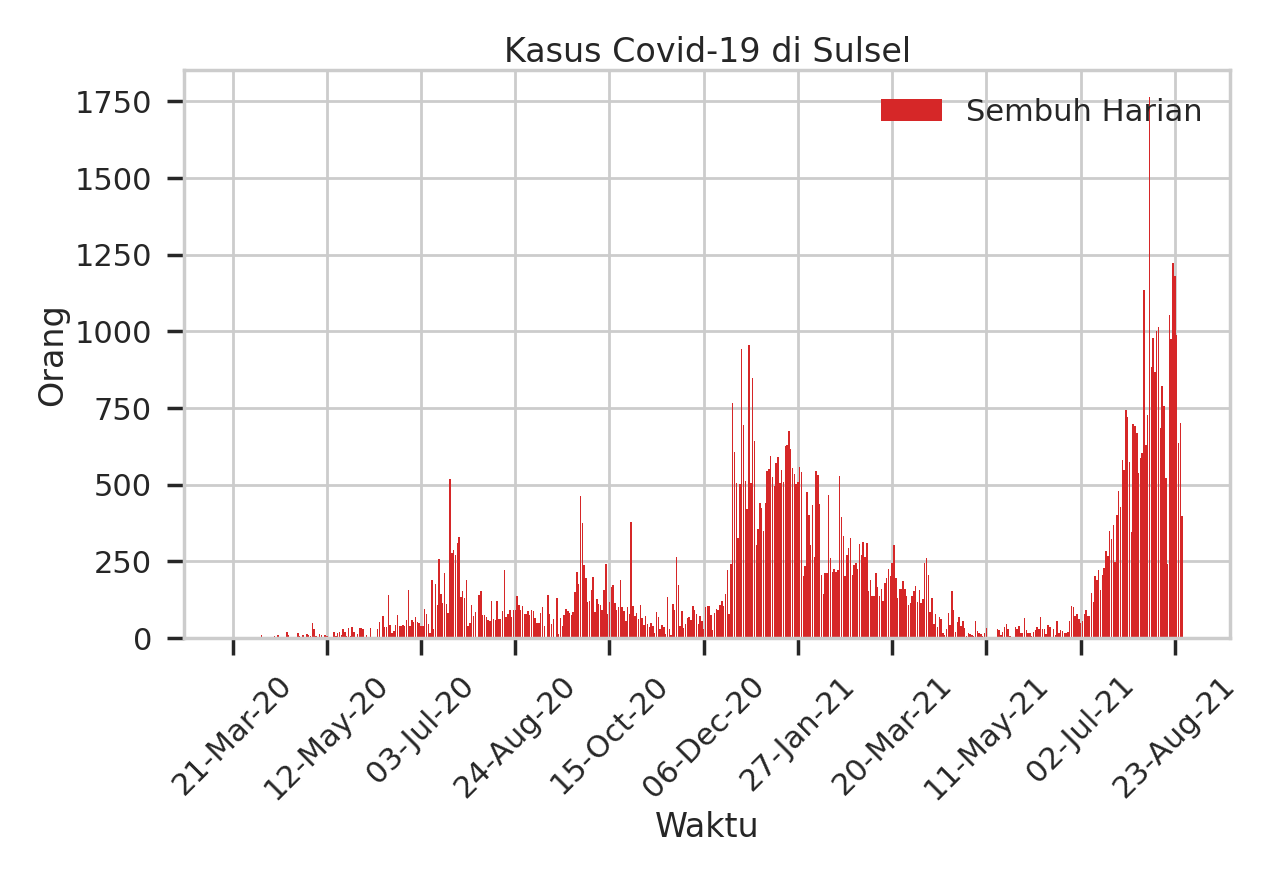 Kasus Covid-19 di Sulsel
Sembuh Harian
Orang
1750
1500
1250
1000
750
500
250
0
21-Mar-20
12-May-20
03-Jul-20
24-Aug-20
15-Oct-20
06-Dec-20
27-Jan-21
20-Mar-21
11-May-21
02-Jul-21
23-Aug-21
Waktu